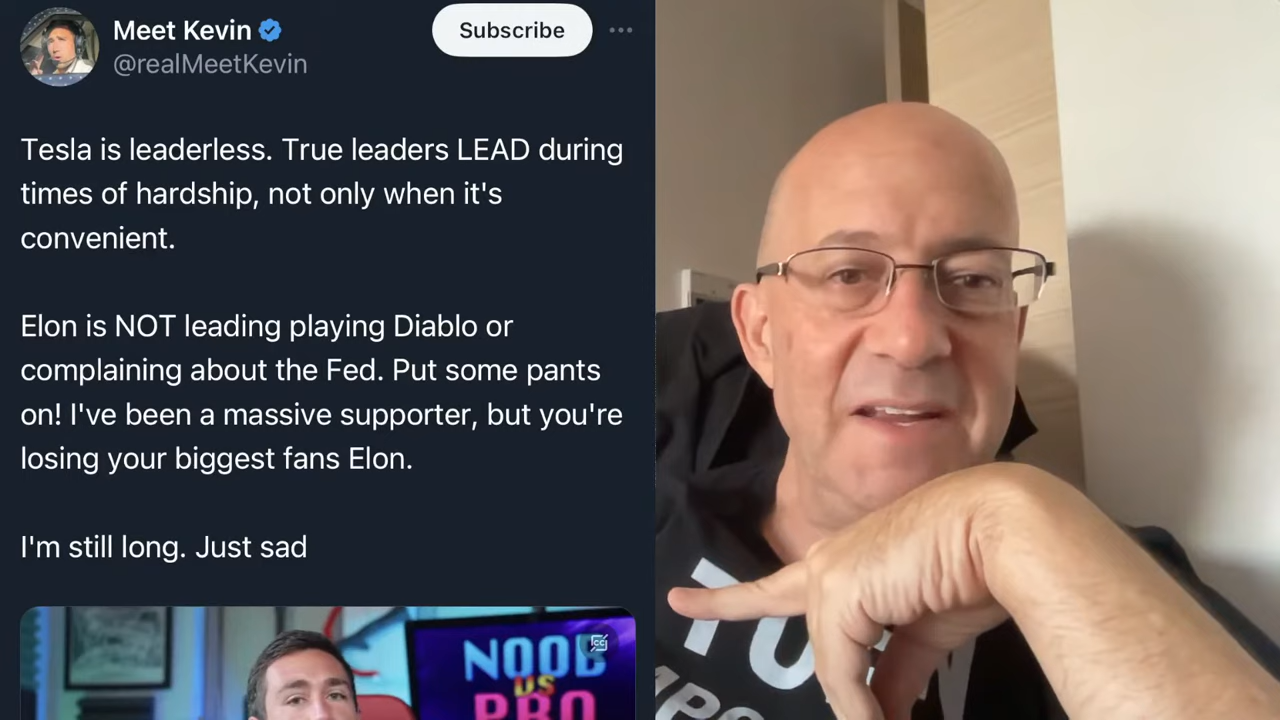 Meet Kevin
Subscribe
@realMeetKevin
Tesla is leaderless. True leaders LEAD during
times of hardship, not only when it's
convenient.
Elon is NOT leading playing Diablo or
complaining about the Fed. Put some pants
on! I've been a massive supporter, but you're
losing your biggest fans Elon.
I'm still long. Just sad
NOOB
VS
PRO